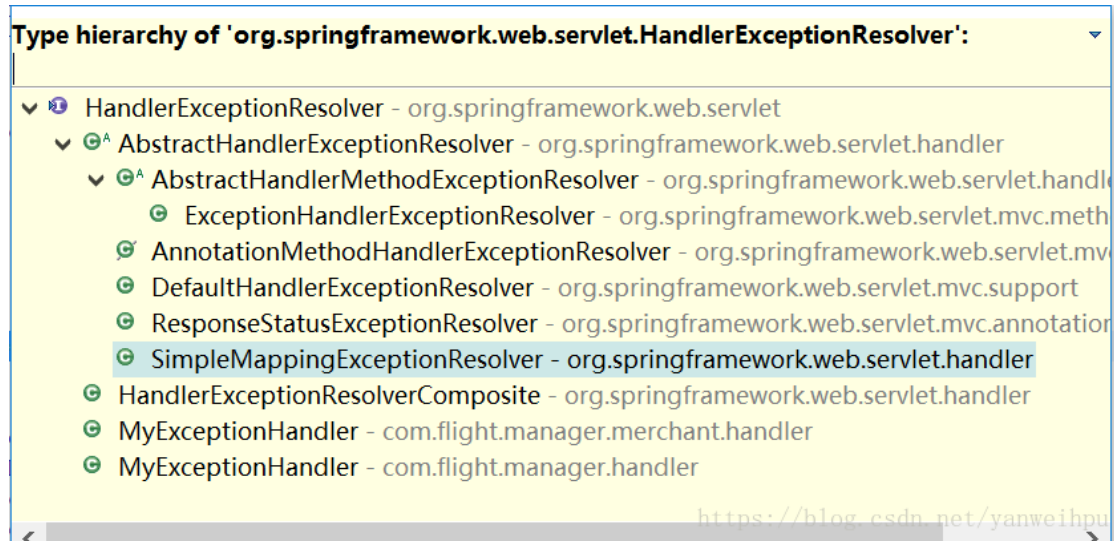 Type hierarchy of 'org.springframework.web.servlet.HandlerExceptionResolver':
HandlerExceptionResolver - org.springframework.web.servlet
AbstractHandlerExceptionResolver - org.springframework.web.servlet.handler
AbstractHandlerMethodExceptionResolver - org.springframework.web.servlet.handle
ExceptionHandlerExceptionResolver - org.springframework.web.servlet.mvc.meth
AnnotationMethodHandlerExceptionResolver - org.springframework.web.servlet.mv
DefaultHandlerExceptionResolver - org.springframework.web.servlet.mvc.support
ResponseStatusExceptionResolver - org.springframework.web.servlet.mvc.annotation
SimpleMappingExceptionResolver - org.springframework.web.servlet.handler
HandlerExceptionResolverComposite - org.springframework.web.servlet.handler
MyExceptionHandler - com.flight.manager.merchant.handler
MyExceptionHandler - com.flight.manager.handler
https://blog.csdn.net/yanweihpu